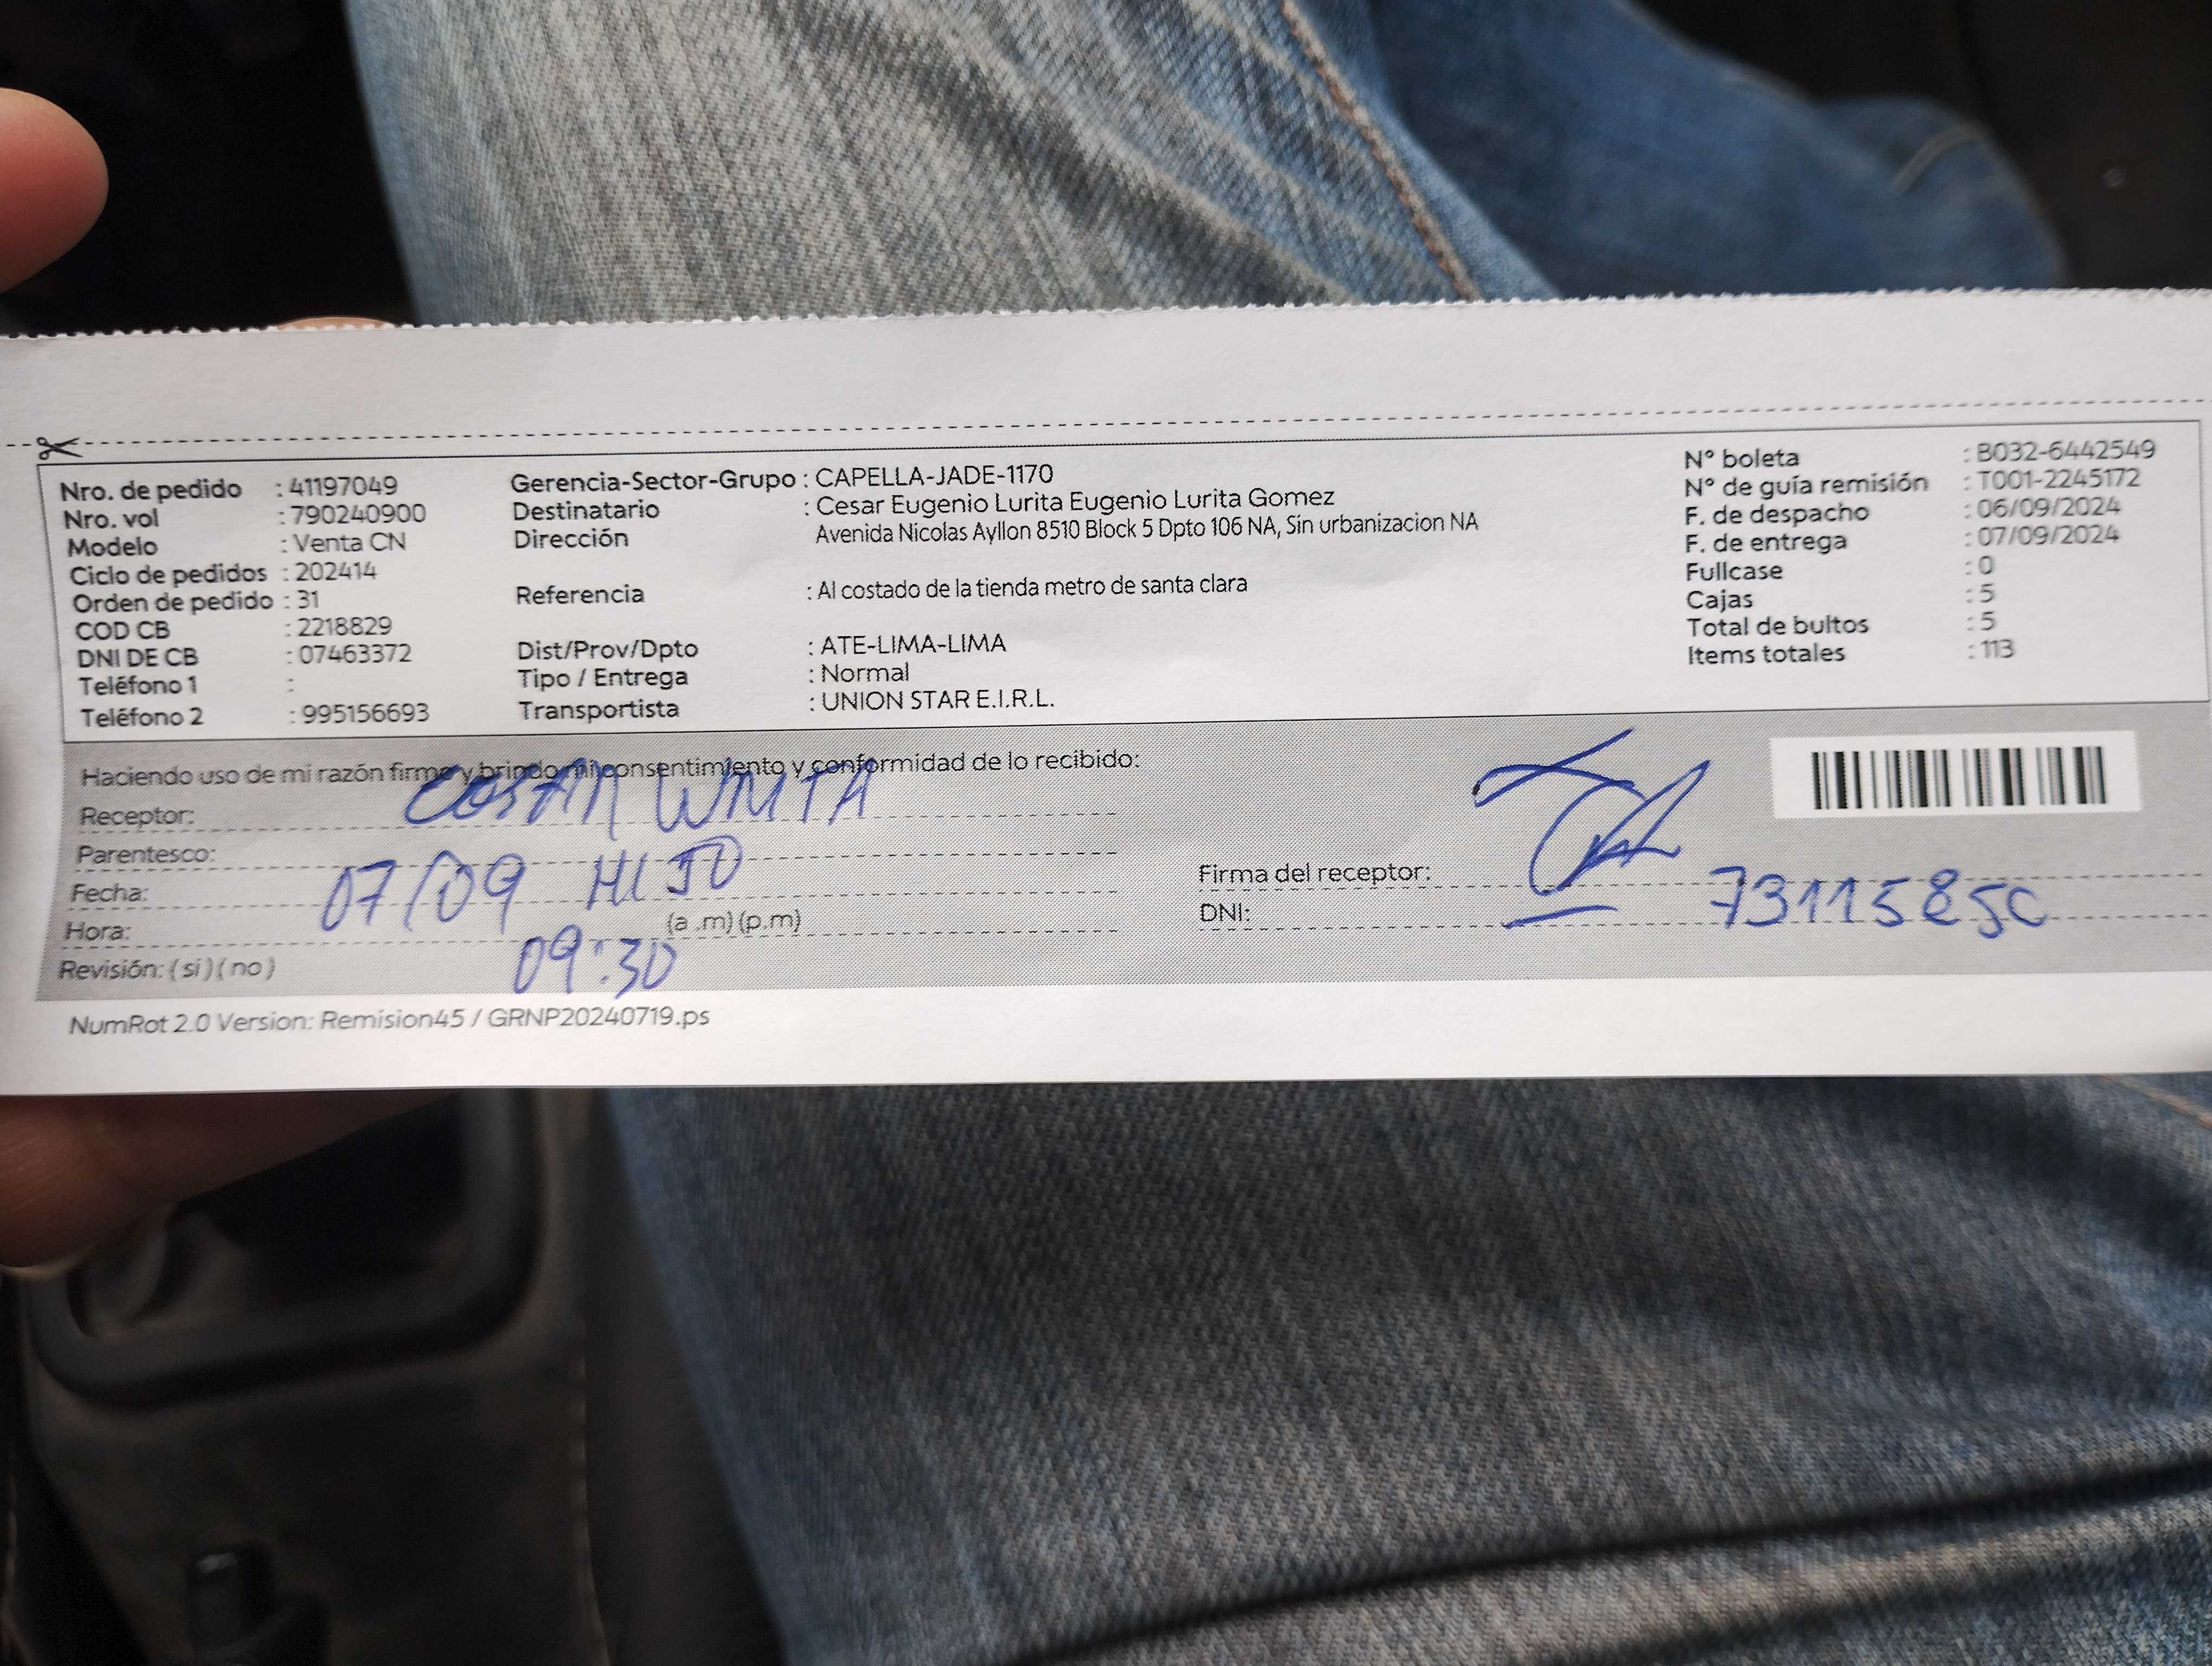 Nro. de pedido : 41197049
Nro. vol : 790240900
Modelo : Venta CN
Ciclo de pedidos : 202414
Orden de pedido : 31
COD CB : 2218829
DNI DE CB : 07463372
Teléfono 1 :
Teléfono 2 : 995156693
Gerencia-Sector-Grupo : CAPELLA-JADE-1170
Destinatario : Cesar Eugenio Lurita Eugenio Lurita Gomez
Dirección Avenida Nicolas Ayllon 8510 Block 5 Dpto 106 NA, Sin urbanizacion NA
Referencia : Al costado de la tienda metro de santa clara
Dist/Prov/Dpto : ATE-LIMA-LIMA
Tipo / Entrega : Normal
Transportista : UNION STAR E.I.R.L.
N° boleta : B032-6442549
N° de guía remisión : T001-2245172
F. de despacho : 06/09/2024
F. de entrega : 07/09/2024
Fullcase : 0
Cajas : 5
Total de bultos : 5
Items totales : 113
Haciendo uso de mi razón firmo y brindo mi consentimiento y conformidad de lo recibido:
Receptor:
Parentesco: HIJO
Fecha: 07/09
Hora: 09:30 (a .m) (p.m)
Revisión: ( si ) ( no )
Firma del receptor:
DNI:
NumRot 2.0 Version: Remision45 / GRNP20240719.ps